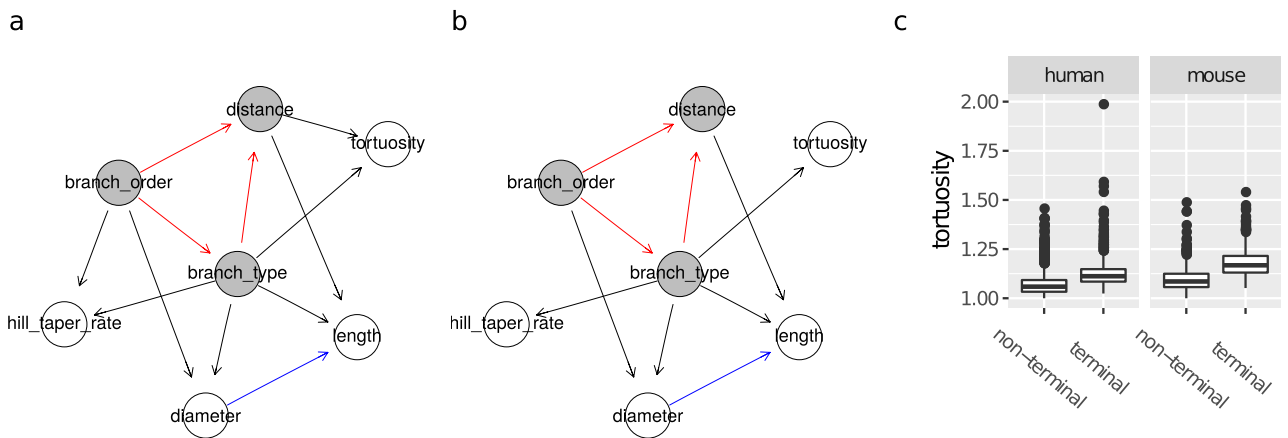 a
distance
tortuosity
branch_order
branch_type
hill_taper_rate
length
diameter
b
distance
tortuosity
branch_order
branch_type
hill_taper_rate
length
diameter
c
human mouse
tortuosity
2.00
1.75
1.50
1.25
1.00
non−terminal
terminal
non−terminal
terminal